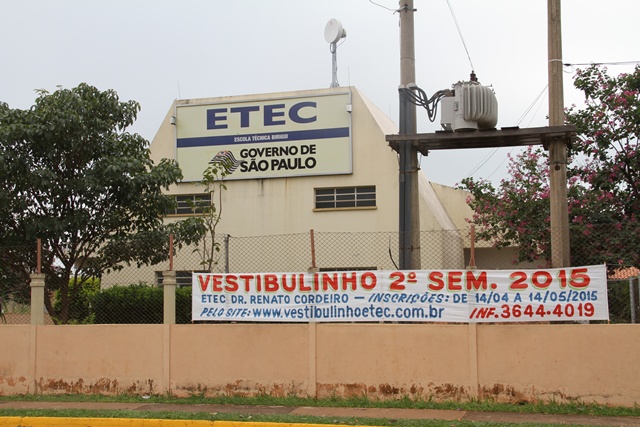 ETEC
ESCOLA TÉCNICA BIRIGUI
GOVERNO DE
SÃO PAULO
VESTIBULINHO 2º SEM. 2015
ETEC DR. RENATO CORDEIRO – INSCRIÇÕES: DE 14/04 A 14/05/2015
PELO SITE: www.vestibulinhoetec.com.br INF. 3644-4019